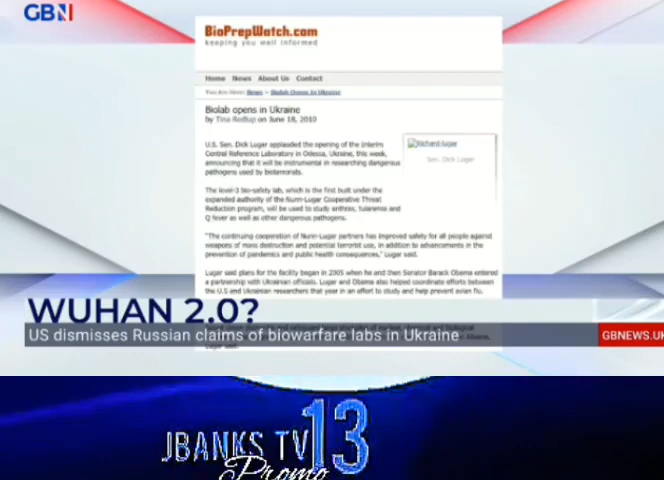 GBN
BioPrepWatch.com
keeping you well informed
Home News About Us Contact
You Are Here: News > Biolab Opens in Ukraine
Biolab opens in Ukraine
by Tina Redlup on June 18, 2010
U.S. Sen. Dick Lugar applauded the opening of the Interim
Central Reference Laboratory in Odessa, Ukraine, this week,
announcing that it will be instrumental in researching dangerous
pathogens used by bioterrorists.
Richard Lugar
Sen. Dick Lugar
The level-3 bio-safety lab, which is the first built under the
expanded authority of the Nunn-Lugar Cooperative Threat
Reduction program, will be used to study anthrax, tularemia and
Q fever as well as other dangerous pathogens.
"The continuing cooperation of Nunn-Lugar partners has improved safety for all people against
weapons of mass destruction and potential terrorist use, in addition to advancements in the
prevention of pandemics and public health consequences," Lugar said.
Lugar said plans for the facility began in 2005 when he and then Senator Barack Obama entered
a partnership with Ukrainian officials. Lugar and Obama also helped coordinate efforts between
the U.S and Ukrainian researchers that year in an effort to study and help prevent avian flu.
WUHAN 2.0?
US dismisses Russian claims of biowarfare labs in Ukraine
GBNEWS.UK
JBANKS TV 13
Promo